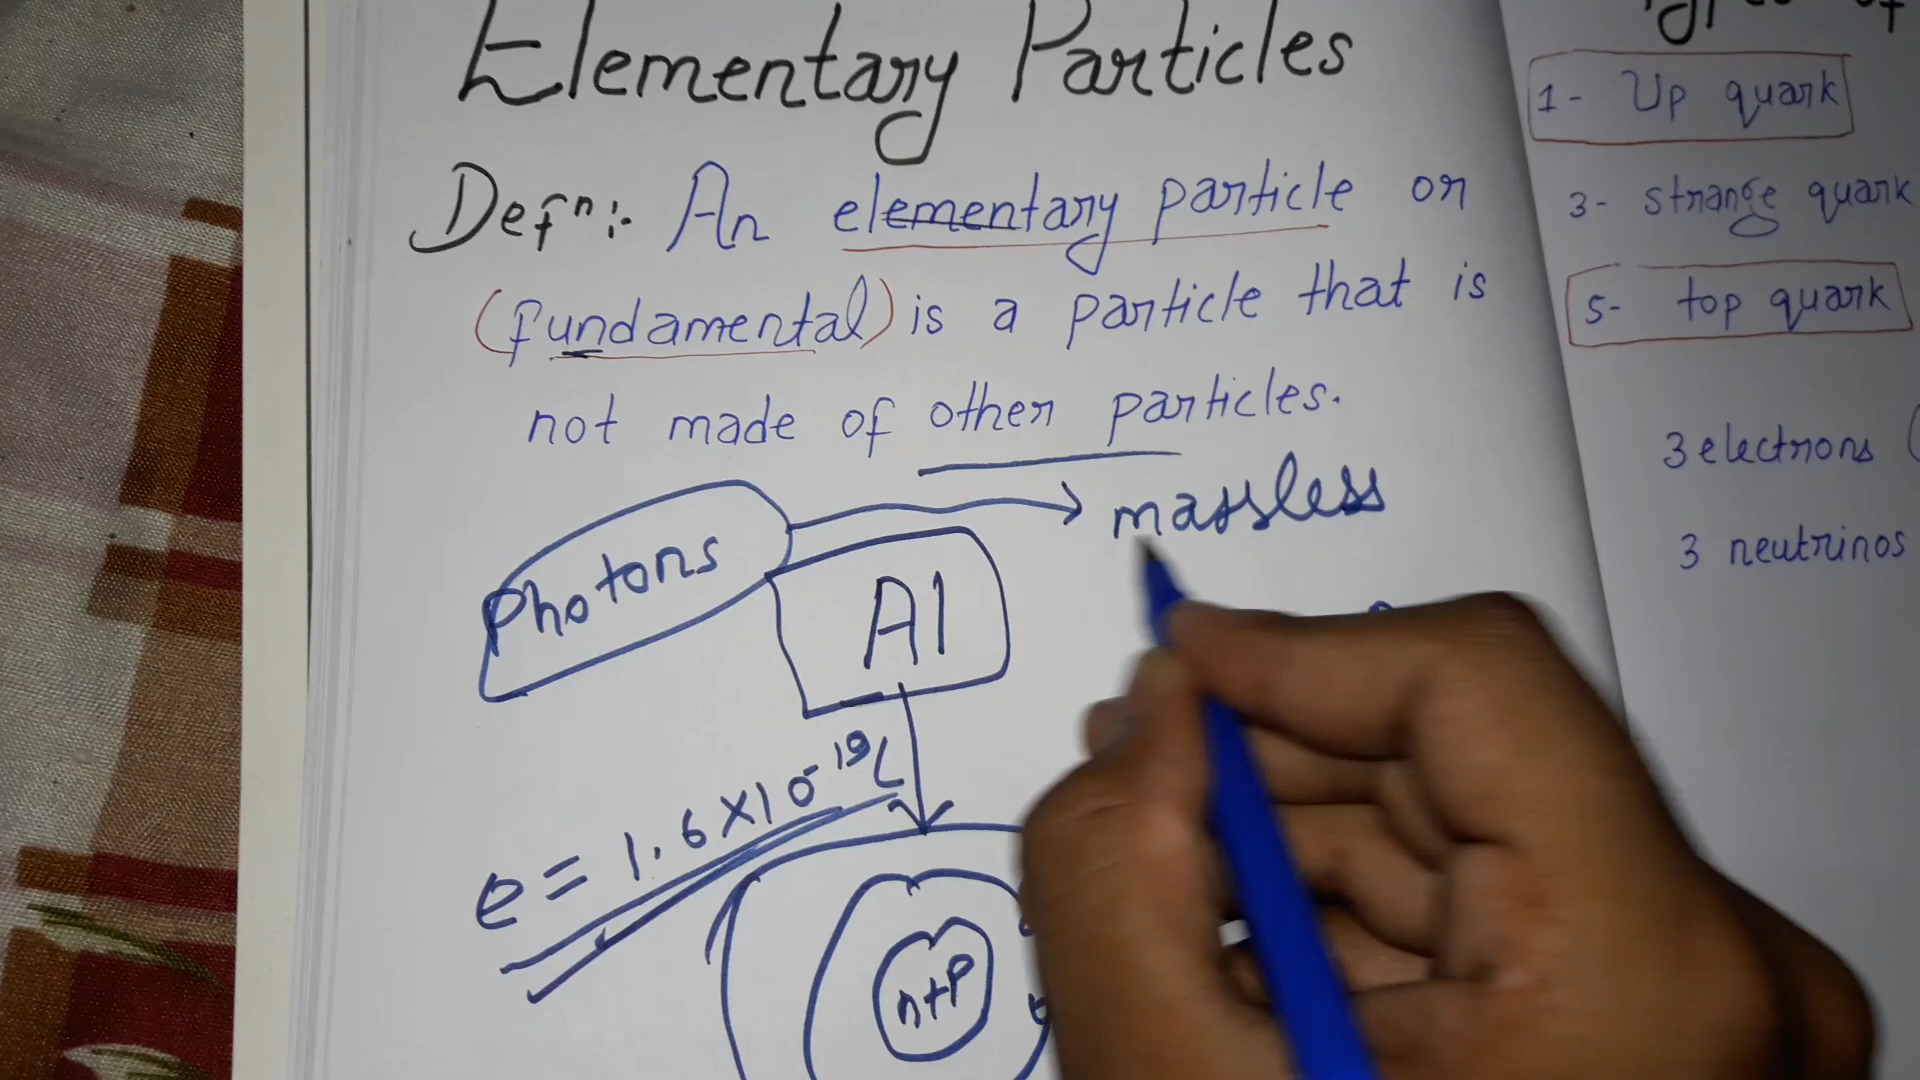 Elementary Particles
Defⁿ:- An elementary particle or
(fundamental) is a particle that is
not made of other particles.
Photons
massless
Al
e = 1.6×10⁻¹⁹C
n+p
1- Up quark
3- strange quark
5- top quark
3 electrons
3 neutrinos